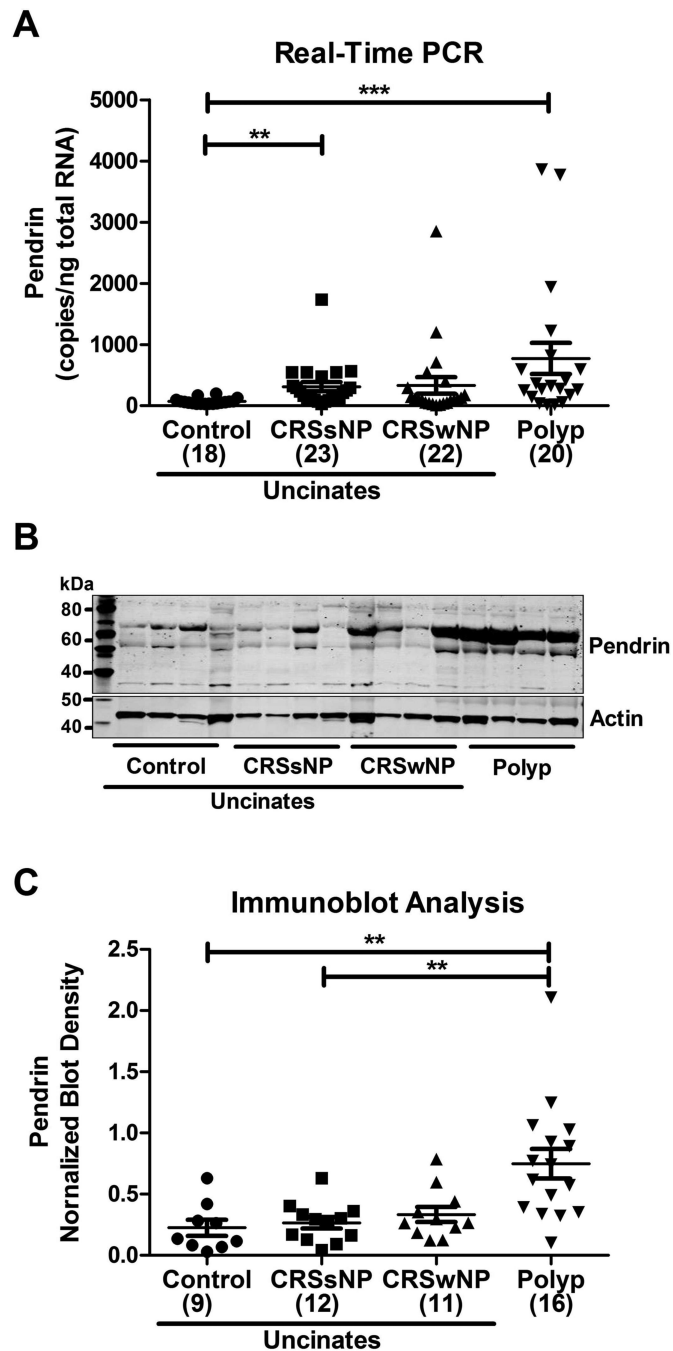 A
Real-Time PCR
Pendrin
(copies/ng total RNA)
5000
4000
3000
2000
1000
0
***
**
Control CRSsNP CRSwNP Polyp
(18) (23) (22) (20)
Uncinates
B
kDa
80
60
40
50
40
Pendrin
Actin
Control CRSsNP CRSwNP Polyp
Uncinates
C
Immunoblot Analysis
Pendrin
Nornalized Blot Density
2.5
2.0
1.5
1.0
0.5
0.0
**
**
Control CRSsNP CRSwNP Polyp
(9) (12) (11) (16)
Uncinates